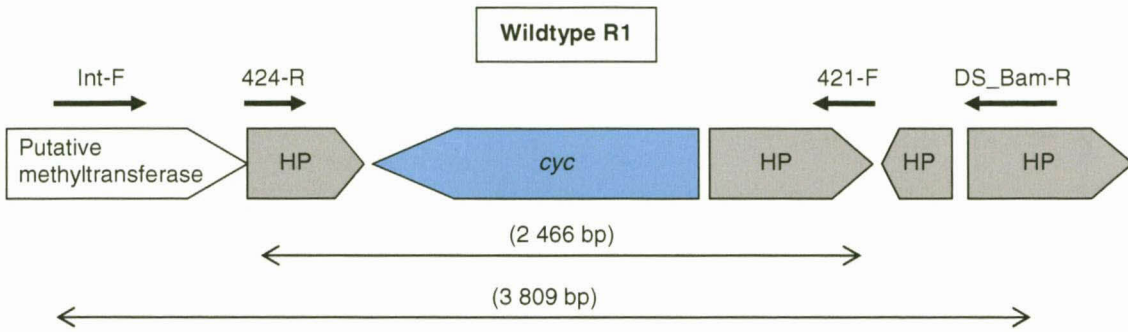 Wildtype R1
Int-F
424-R
421-F
DS_Bam-R
Putative
methyltransferase
HP
cyc
HP
HP
HP
(2 466 bp)
(3 809 bp)